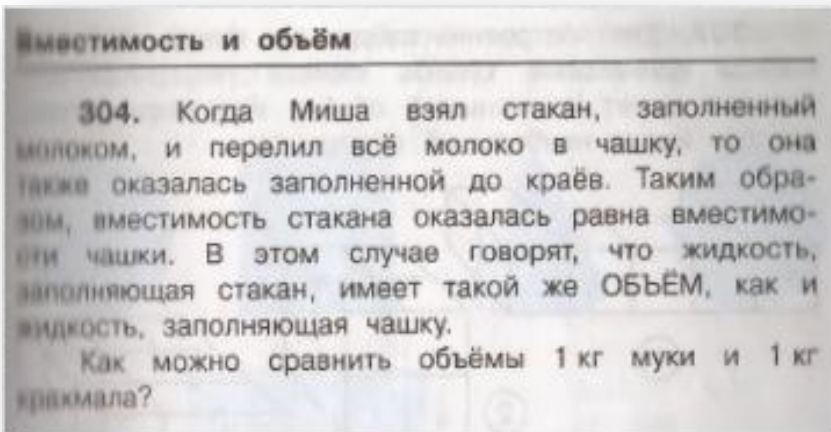 Вместимость и объём
304. Когда Миша взял стакан, заполненный
молоком, и перелил всё молоко в чашку, то она
также оказалась заполненной до краёв. Таким обра-
зом, вместимость стакана оказалась равна вместимо-
сти чашки. В этом случае говорят, что жидкость,
заполняющая стакан, имеет такой же ОБЪЁМ, как и
жидкость, заполняющая чашку.
Как можно сравнить объёмы 1 кг муки и 1 кг
крахмала?